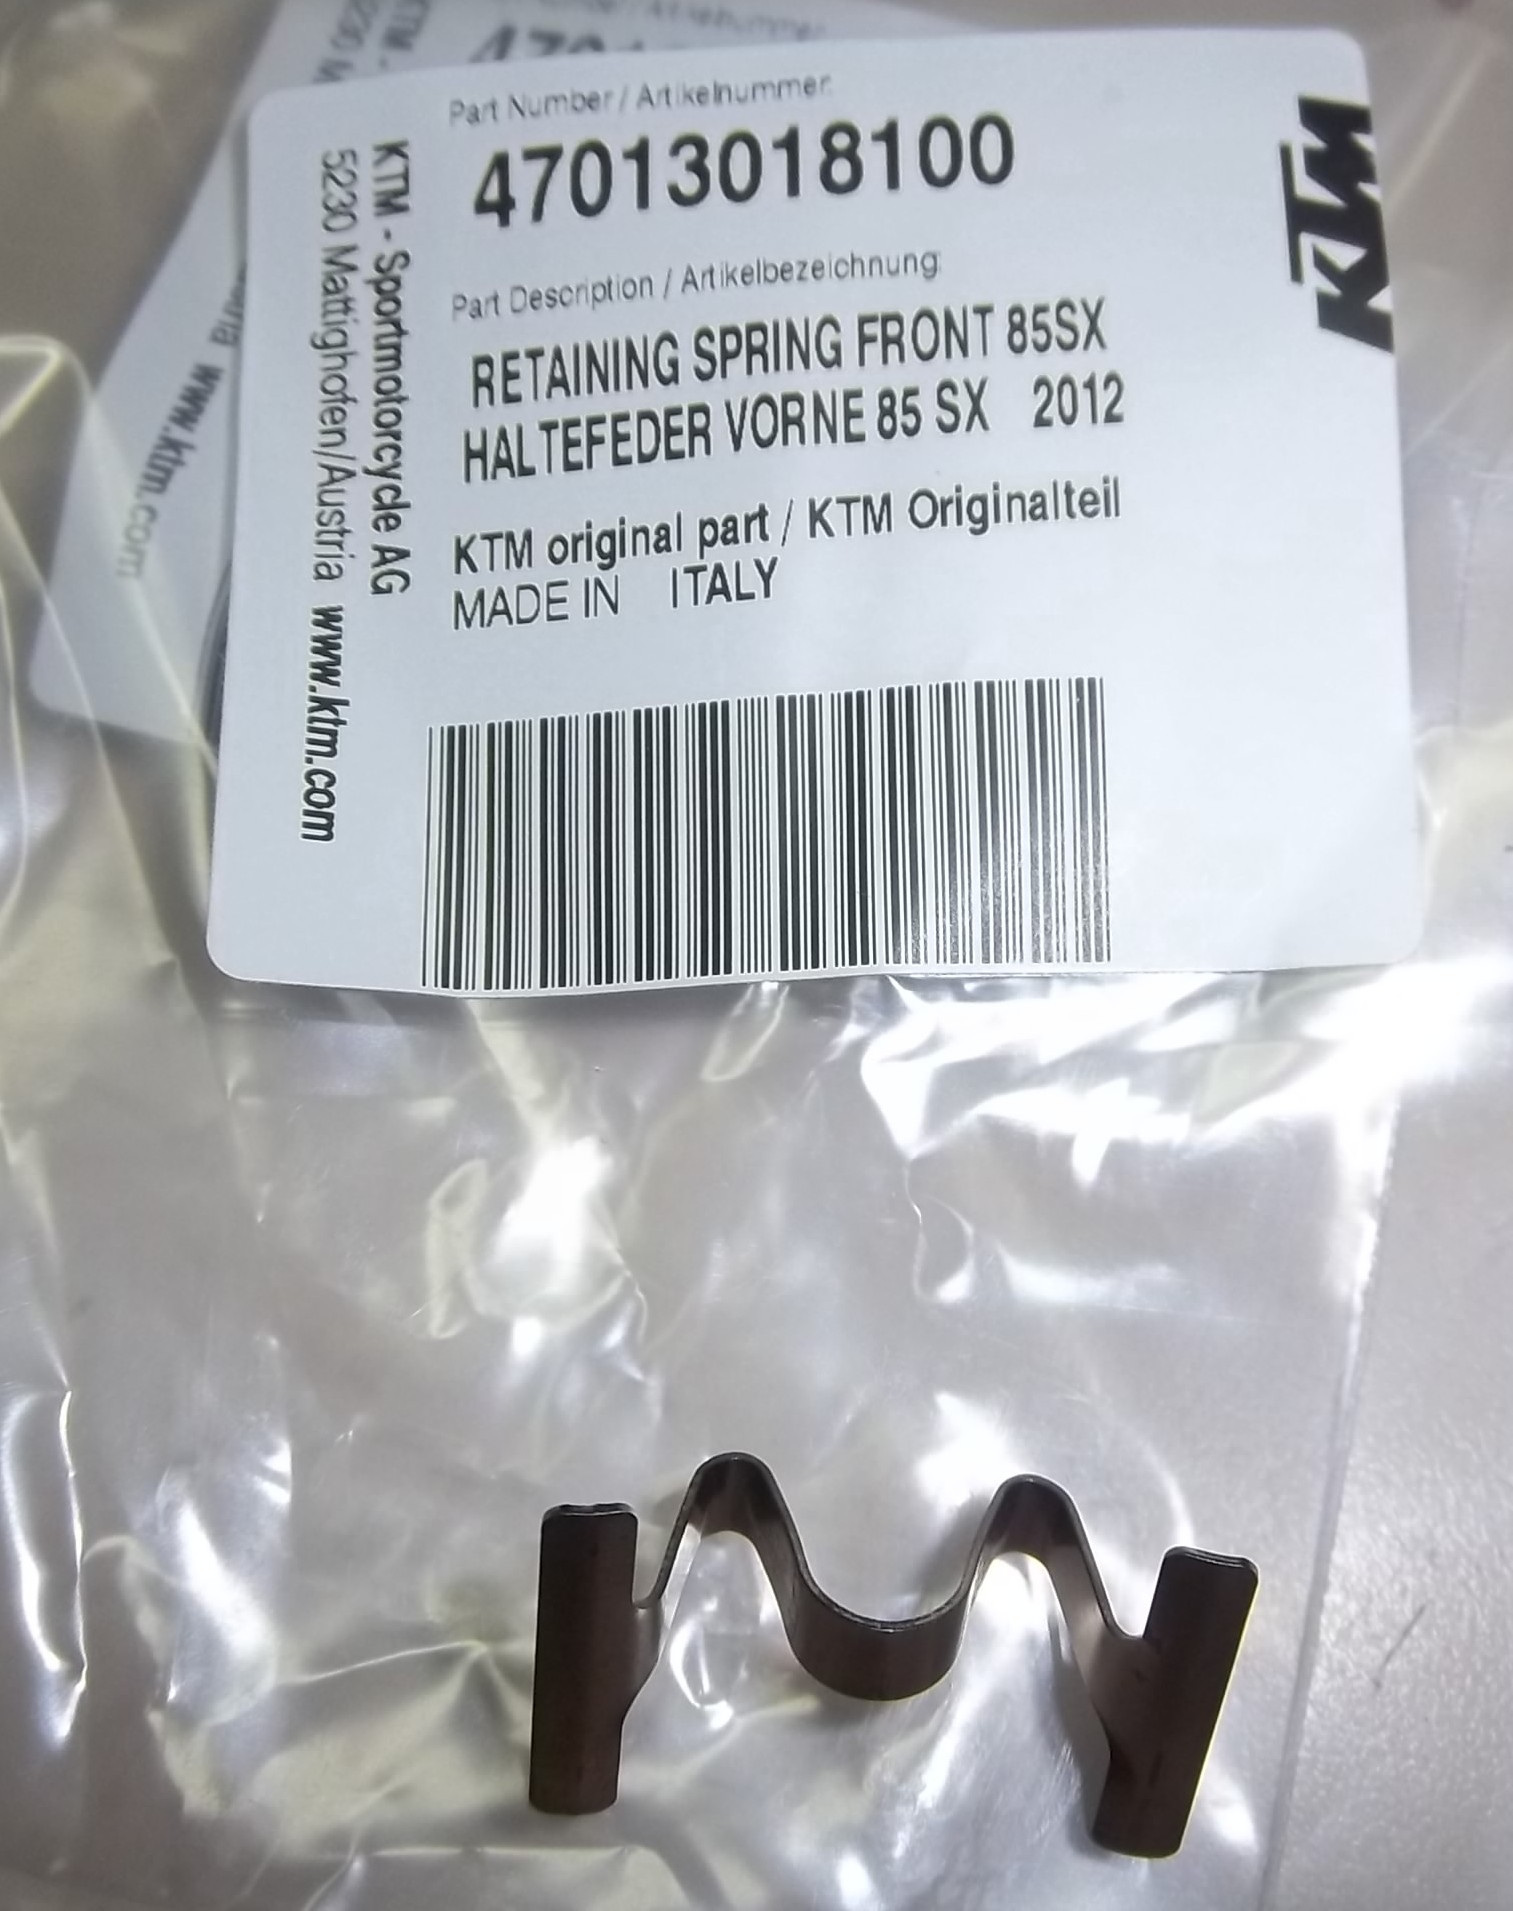 Part Number / Artikelnummer:
47013018100
Part Description / Artikelbezeichnung:
RETAINING SPRING FRONT 85SX
HALTEFEDER VORNE 85 SX 2012
KTM original part / KTM Originalteil
MADE IN ITALY
KTM - Sportmotorcycle AG
5230 Mattighofen/Austria www.ktm.com
KTM
www.ktm.com